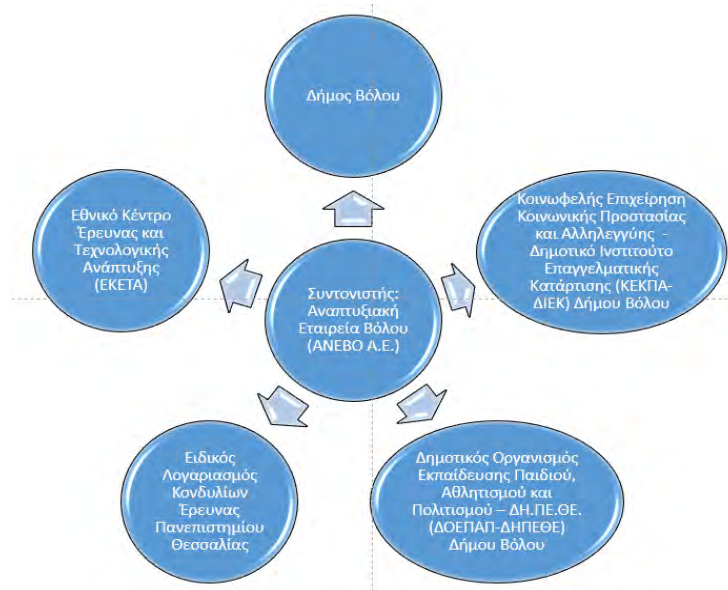 Δήμος Βόλου
Εθνικό Κέντρο
Έρευνας και
Τεχνολογικής
Ανάπτυξης
(ΕΚΕΤΑ)
Κοινωφελής Επιχείρηση
Κοινωνικής Προστασίας
και Αλληλεγγύης -
Δημοτικό Ινστιτούτο
Επαγγελματικής
Κατάρτισης (ΚΕΚΠΑ-
ΔΙΕΚ) Δήμου Βόλου
Συντονιστής:
Αναπτυξιακή
Εταιρεία Βόλου
(ΑΝΕΒΟ Α.Ε.)
Ειδικός
Λογαριασμός
Κονδυλίων
Έρευνας
Πανεπιστημίου
Θεσσαλίας
Δημοτικός Οργανισμός
Εκπαίδευσης Παιδιού,
Αθλητισμού και
Πολιτισμού – ΔΗ.ΠΕ.ΘΕ.
(ΔΟΕΠΑΠ-ΔΗΠΕΘΕ)
Δήμου Βόλου